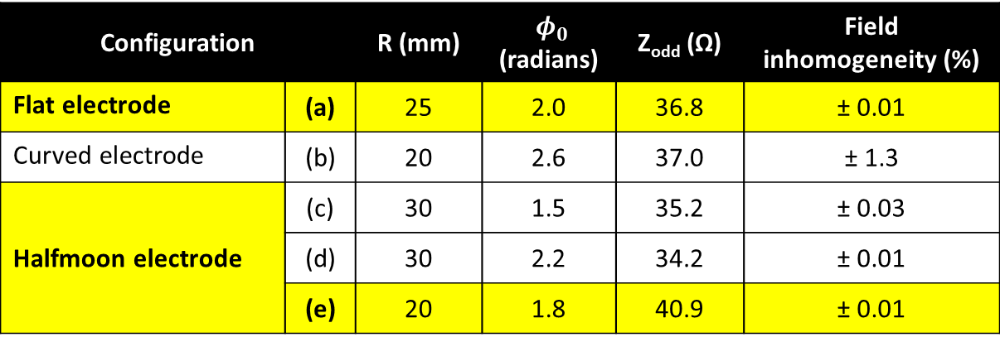 Configuration R (mm) ϕ₀ (radians) Z_odd (Ω) Field inhomogeneity (%)
Flat electrode (a) 25 2.0 36.8 ± 0.01
Curved electrode (b) 20 2.6 37.0 ± 1.3
Halfmoon electrode (c) 30 1.5 35.2 ± 0.03
(d) 30 2.2 34.2 ± 0.01
(e) 20 1.8 40.9 ± 0.01